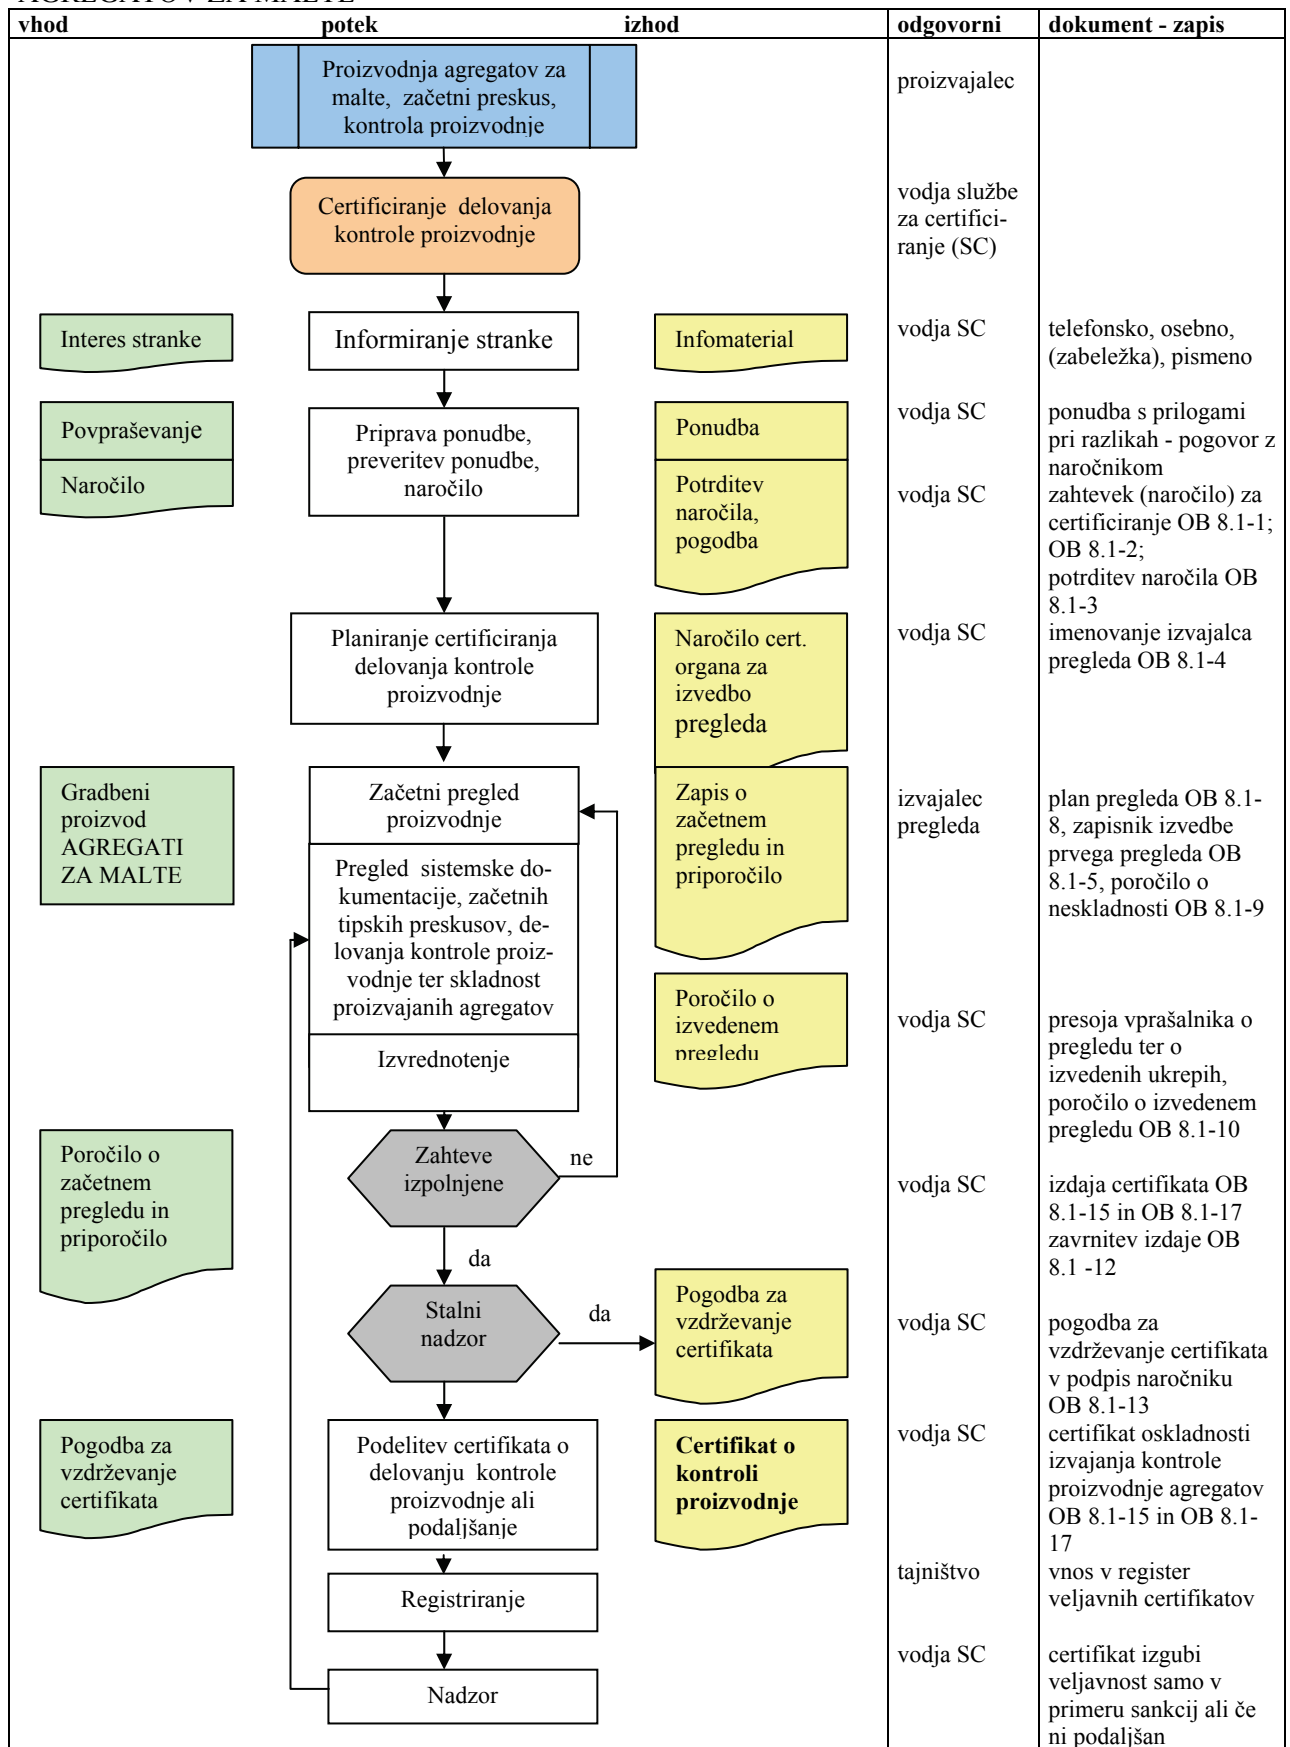 AGREGATOV ZA MALTE
vhod
potek
izhod
odgovorni
dokument - zapis
Proizvodnja agregatov za
malte, začetni preskus,
kontrola proizvodnje
proizvajalec
Certificiranje delovanja
kontrole proizvodnje
vodja službe
za certifici-
ranje (SC)
Interes stranke
Informiranje stranke
Infomaterial
vodja SC
telefonsko, osebno,
(zabeležka), pismeno
Povpraševanje
Naročilo
Priprava ponudbe,
preveritev ponudbe,
naročilo
Ponudba
Potrditev
naročila,
pogodba
vodja SC
ponudba s prilogami
pri razlikah - pogovor z
naročnikom
vodja SC
zahtevek (naročilo) za
certificiranje OB 8.1-1;
OB 8.1-2;
potrditev naročila OB
8.1-3
Planiranje certificiranja
delovanja kontrole
proizvodnje
Naročilo cert.
organa za
izvedbo
pregleda
vodja SC
imenovanje izvajalca
pregleda OB 8.1-4
Gradbeni
proizvod
AGREGATI
ZA MALTE
Začetni pregled
proizvodnje
Pregled sistemske do-
kumentacije, začetnih
tipskih preskusov, de-
lovanja kontrole proiz-
vodnje ter skladnost
proizvajanih agregatov
Izvrednotenje
Zapis o
začetnem
pregledu in
priporočilo
izvajalec
pregleda
plan pregleda OB 8.1-
8, zapisnik izvedbe
prvega pregleda OB
8.1-5, poročilo o
neskladnosti OB 8.1-9
Poročilo o
izvedenem
pregledu
vodja SC
presoja vprašalnika o
pregledu ter o
izvedenih ukrepih,
poročilo o izvedenem
pregledu OB 8.1-10
Poročilo o
začetnem
pregledu in
priporočilo
Zahteve
izpolnjene
ne
da
vodja SC
izdaja certifikata OB
8.1-15 in OB 8.1-17
zavrnitev izdaje OB
8.1 -12
Stalni
nadzor
da
Pogodba za
vzdrževanje
certifikata
vodja SC
pogodba za
vzdrževanje certifikata
v podpis naročniku
OB 8.1-13
Pogodba za
vzdrževanje
certifikata
Podelitev certifikata o
delovanju kontrole
proizvodnje ali
podaljšanje
Certifikat o
kontroli
proizvodnje
vodja SC
certifikat oskladnosti
izvajanja kontrole
proizvodnje agregatov
OB 8.1-15 in OB 8.1-
17
Registriranje
tajništvo
vnos v register
veljavnih certifikatov
Nadzor
vodja SC
certifikat izgubi
veljavnost samo v
primeru sankcij ali če
ni podaljšan